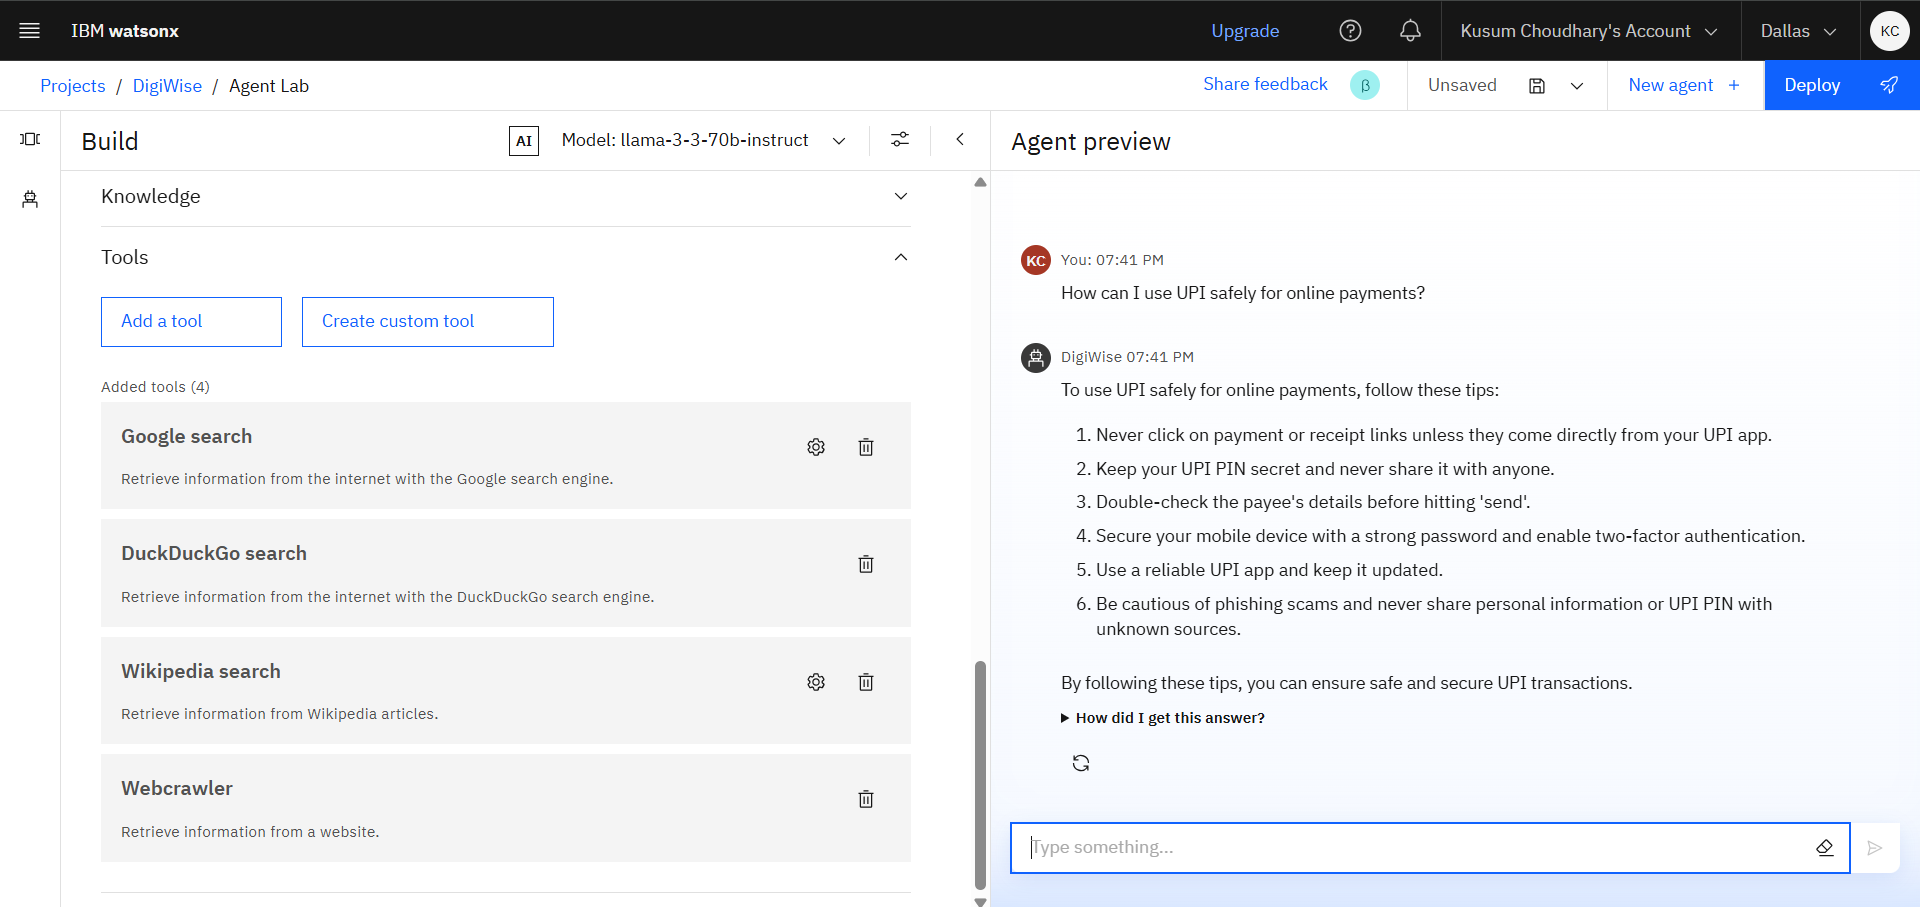 IBM watsonx
Upgrade
Kusum Choudhary's Account
Dallas
KC
Projects / DigiWise / Agent Lab
Share feedback
β
Unsaved
New agent +
Deploy
Build
AI
Model: llama-3-3-70b-instruct
Agent preview
Knowledge
Tools
Add a tool
Create custom tool
Added tools (4)
Google search
Retrieve information from the internet with the Google search engine.
DuckDuckGo search
Retrieve information from the internet with the DuckDuckGo search engine.
Wikipedia search
Retrieve information from Wikipedia articles.
Webcrawler
Retrieve information from a website.
KC
You: 07:41 PM
How can I use UPI safely for online payments?
DigiWise 07:41 PM
To use UPI safely for online payments, follow these tips:
1. Never click on payment or receipt links unless they come directly from your UPI app.
2. Keep your UPI PIN secret and never share it with anyone.
3. Double-check the payee's details before hitting 'send'.
4. Secure your mobile device with a strong password and enable two-factor authentication.
5. Use a reliable UPI app and keep it updated.
6. Be cautious of phishing scams and never share personal information or UPI PIN with
unknown sources.
By following these tips, you can ensure safe and secure UPI transactions.
How did I get this answer?
Type something...